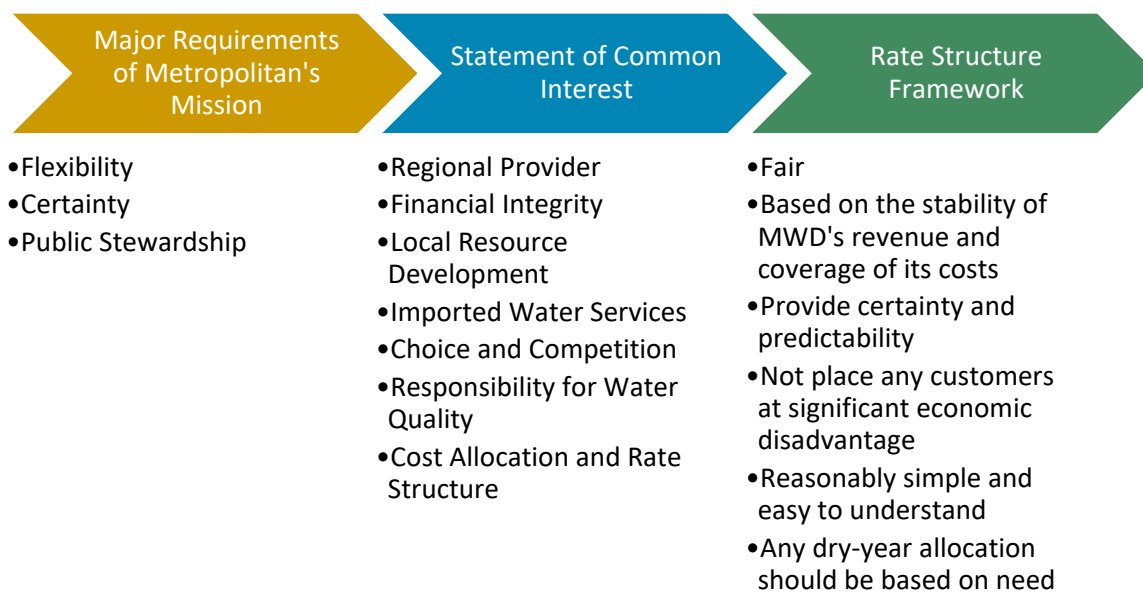 Major Requirements
of Metropolitan's
Mission
•Flexibility
•Certainty
•Public Stewardship
Statement of Common
Interest
•Regional Provider
•Financial Integrity
•Local Resource
Development
•Imported Water Services
•Choice and Competition
•Responsibility for Water
Quality
•Cost Allocation and Rate
Structure
Rate Structure
Framework
•Fair
•Based on the stability of
MWD's revenue and
coverage of its costs
•Provide certainty and
predictability
•Not place any customers
at significant economic
disadvantage
•Reasonably simple and
easy to understand
•Any dry-year allocation
should be based on need